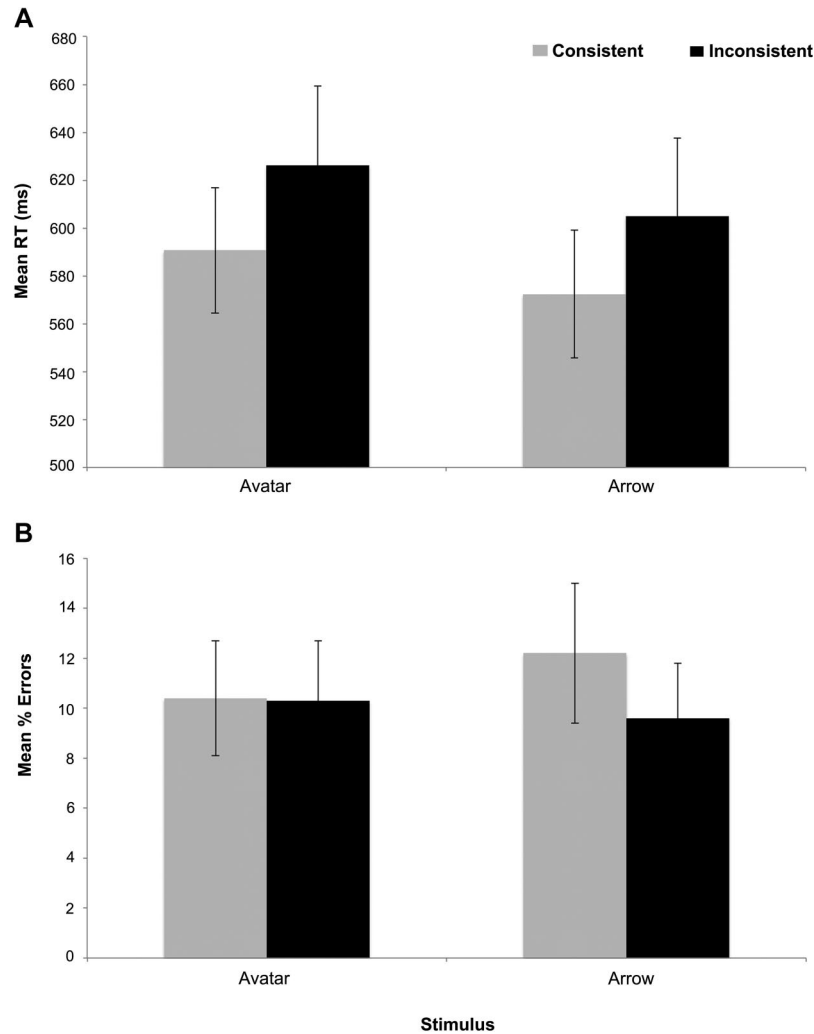 A
Consistent
Inconsistent
Mean RT (ms)
680
660
640
620
600
580
560
540
520
500
Avatar
Arrow
B
Mean % Errors
16
14
12
10
8
6
4
2
0
Avatar
Arrow
Stimulus